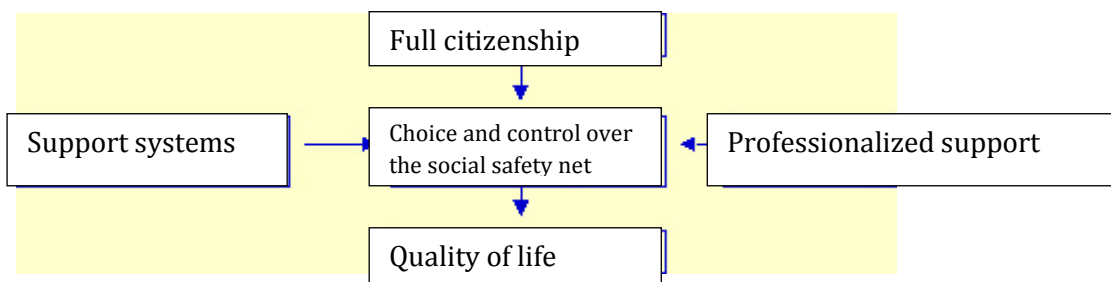 Full citizenship
Support systems
Choice and control over
the social safety net
Professionalized support
Quality of life